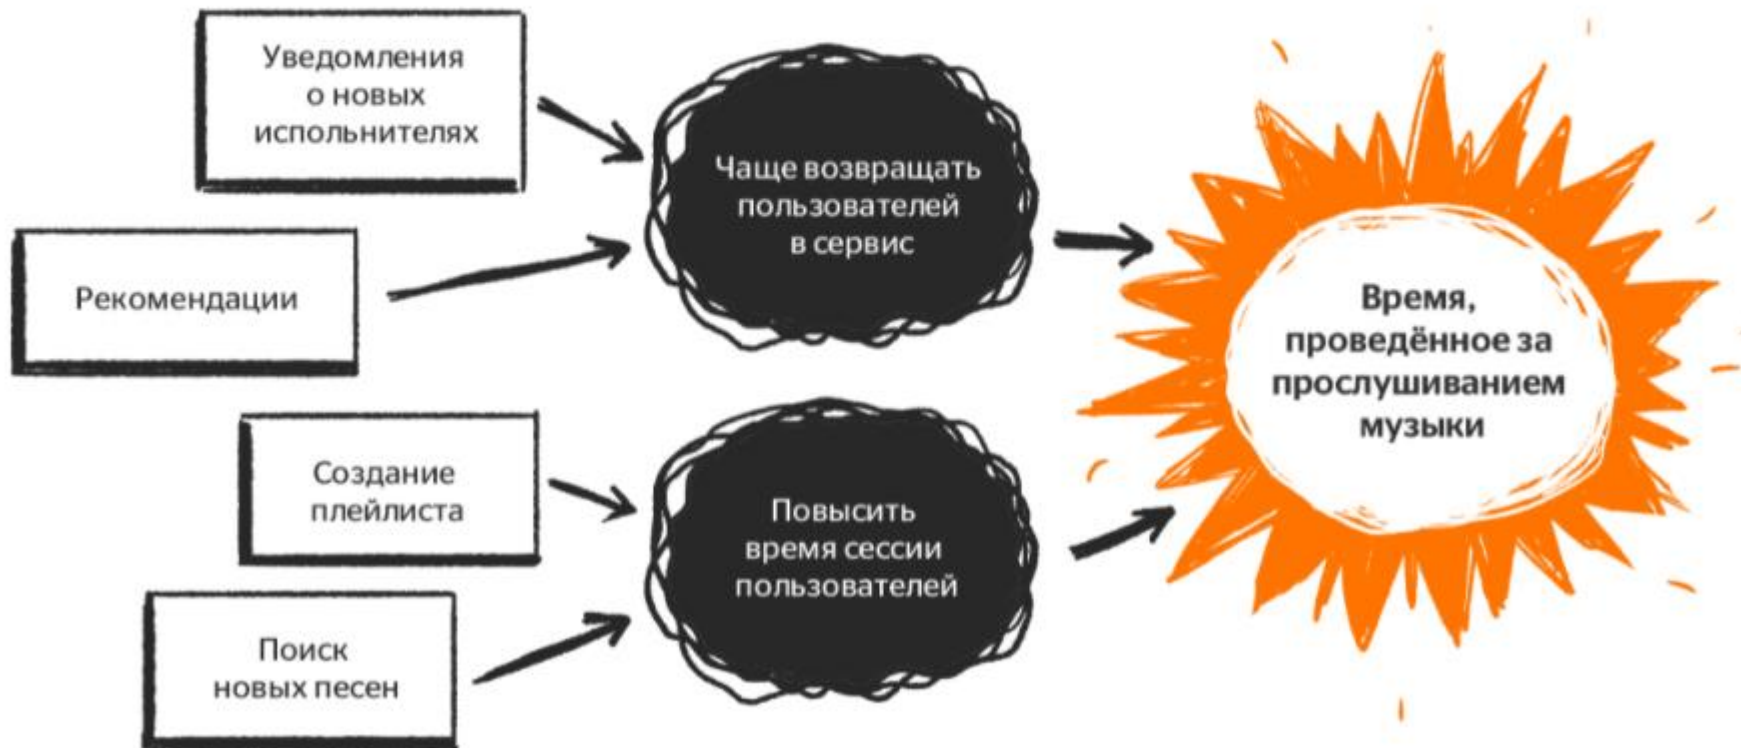 Уведомления
о новых
испольнителях
Рекомендации
Создание
плейлиста
Поиск
новых песен
Чаще возвращать
пользователей
в сервис
Повысить
время сессии
пользователей
Время,
проведённое за
прослушиванием
музыки